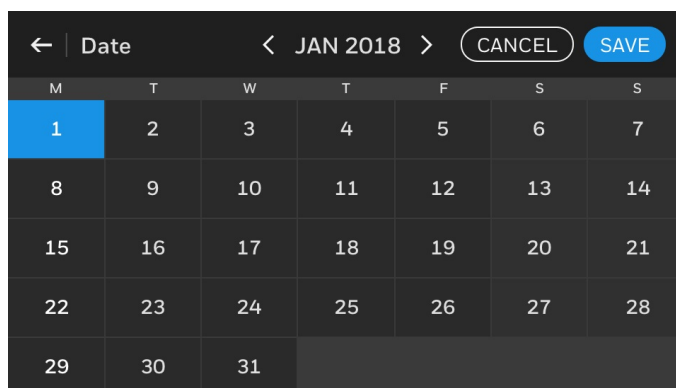 ← | Date < JAN 2018 > CANCEL SAVE
M T W T F S S
1 2 3 4 5 6 7
8 9 10 11 12 13 14
15 16 17 18 19 20 21
22 23 24 25 26 27 28
29 30 31